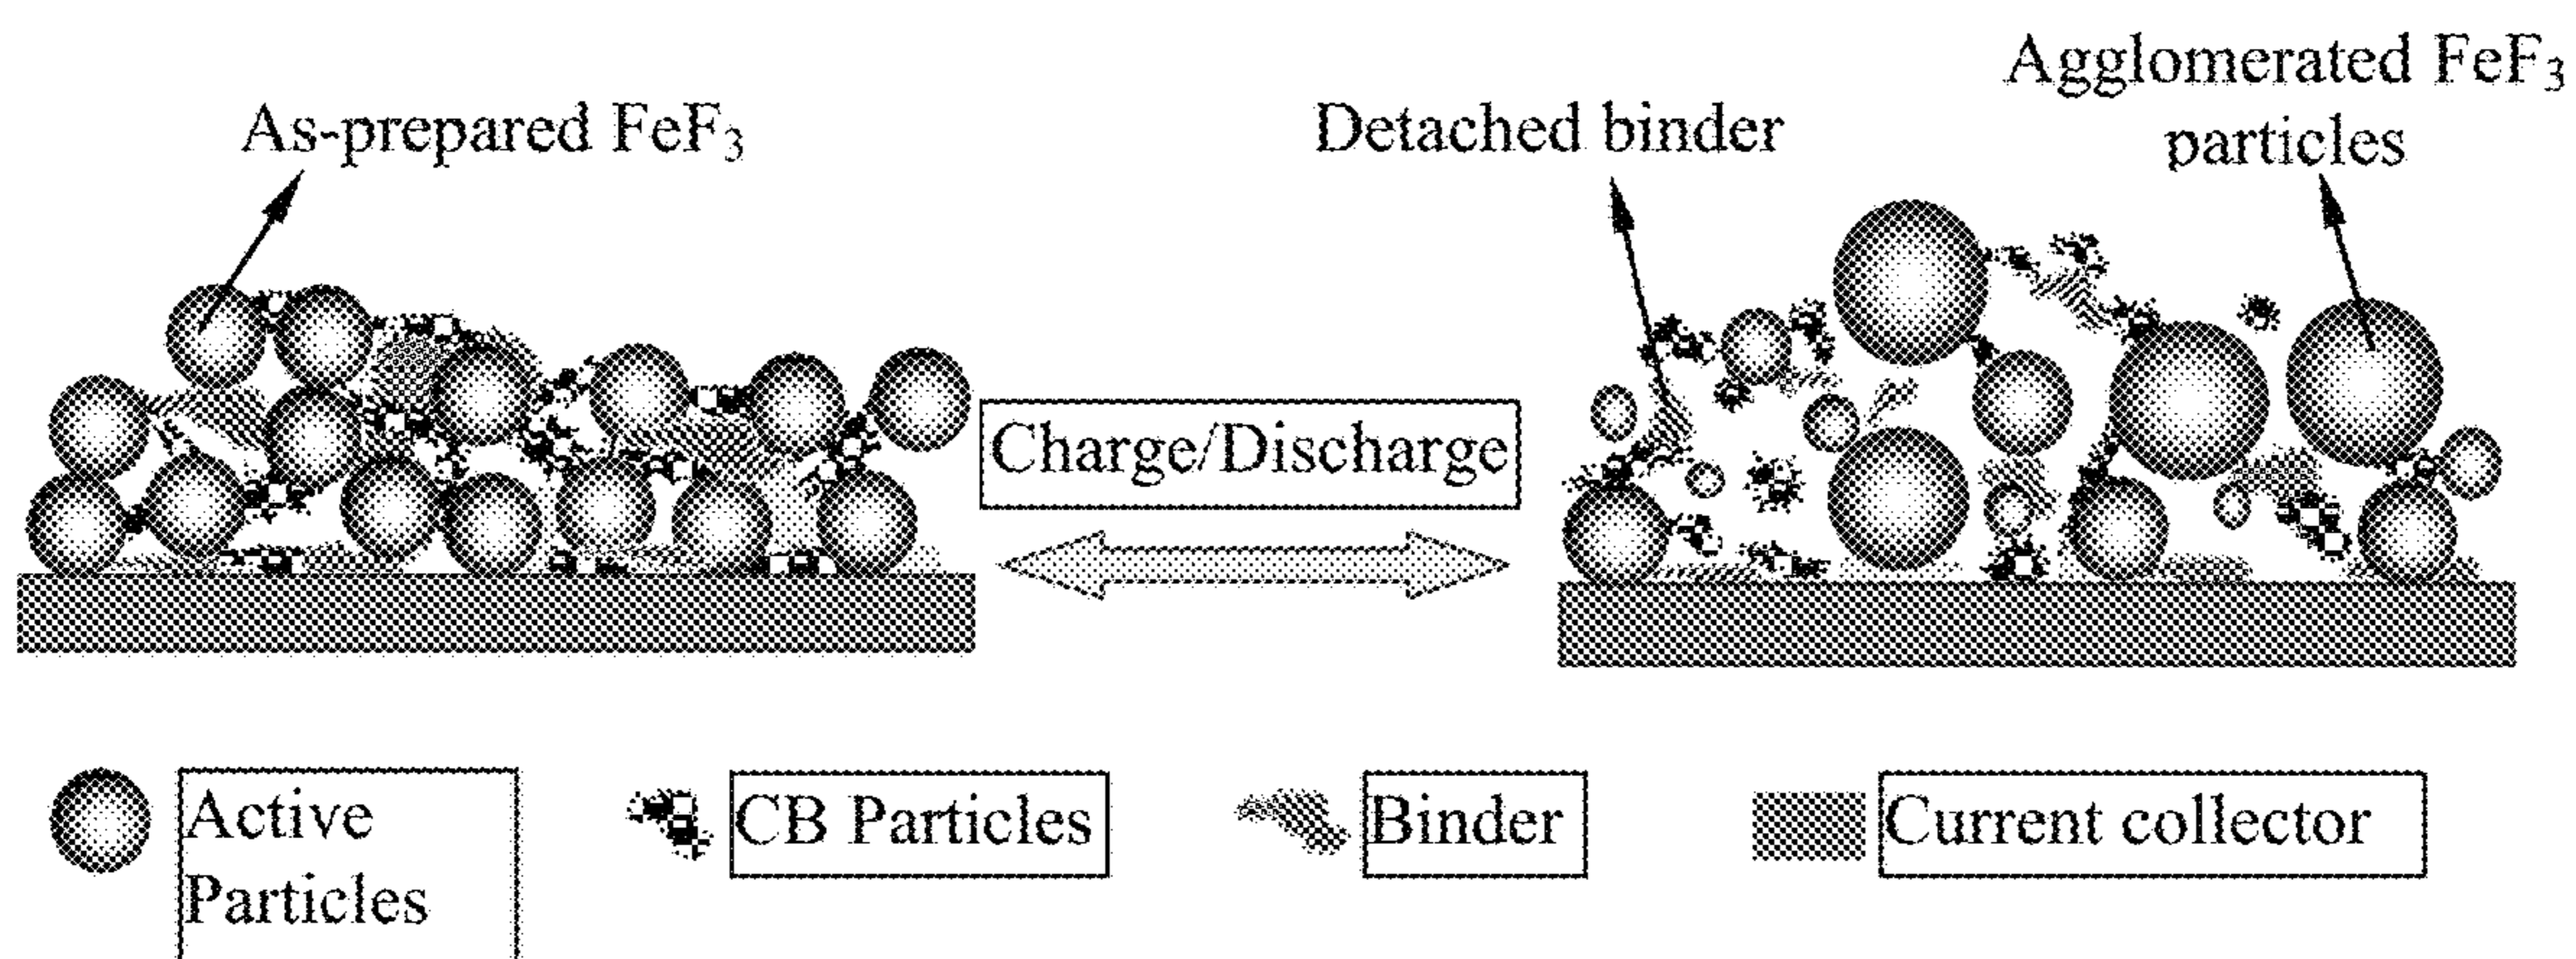 As-prepared FeF₃
Detached binder
Agglomerated FeF₃
particles
Charge/Discharge
Active
Particles
CB Particles
Binder
Current collector